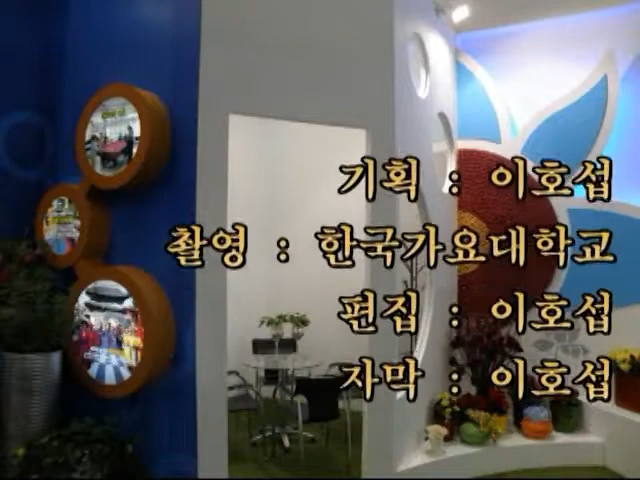 기획 : 이호섭
촬영 : 한국가요대학교
편집 : 이호섭
자막 : 이호섭